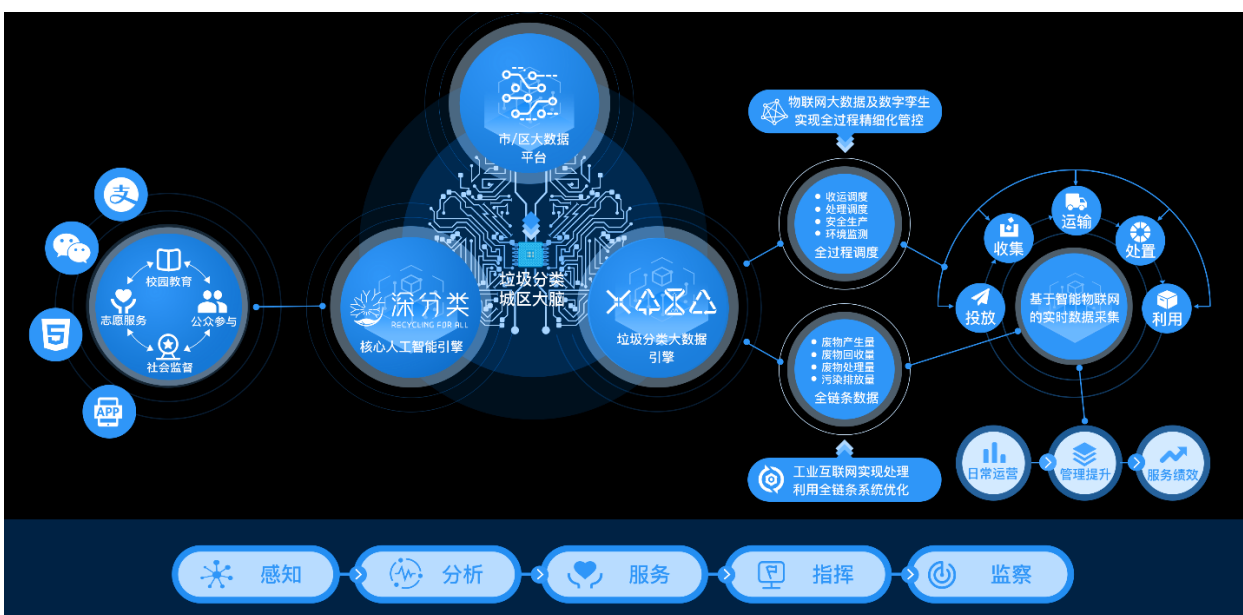 市/区大数据
平台
物联网大数据及数字孪生
实现全过程精细化管控
支
校园教育
志愿服务
公众参与
社会监督
5
APP
深分类
RECYCLING FOR ALL
核心人工智能引擎
垃圾分类
城区大脑
垃圾分类大数据
引擎
收运调度
处理调度
安全生产
环境监测
全过程调度
废物产生量
废物回收量
废物处理量
污染排放量
全链条数据
工业互联网实现处理
利用全链条系统优化
投放
收集
运输
处置
利用
基于智能物联网
的实时数据采集
日常运营
管理提升
服务绩效
感知
分析
服务
指挥
监察